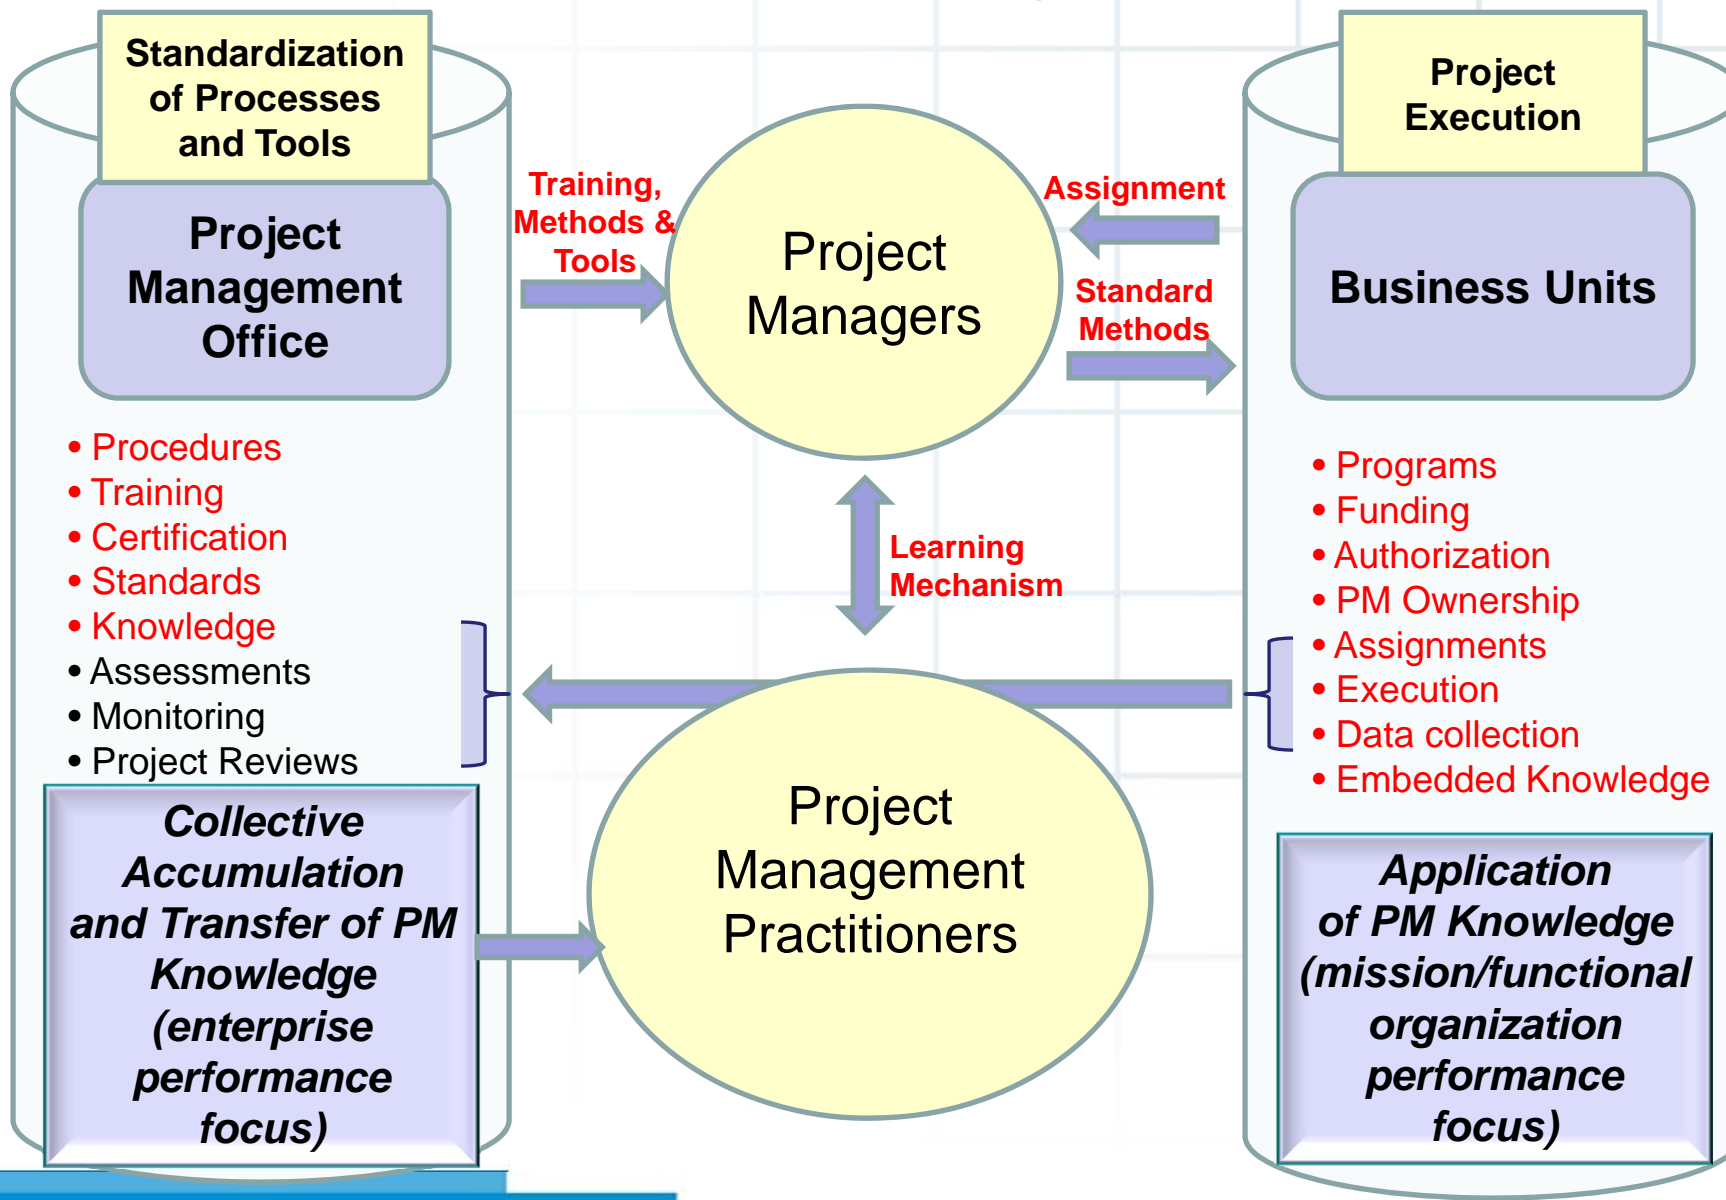 Standardization
of Processes
and Tools
Project
Management
Office
• Procedures
• Training
• Certification
• Standards
• Knowledge
• Assessments
• Monitoring
• Project Reviews
Collective
Accumulation
and Transfer of PM
Knowledge
(enterprise
performance
focus)
Training,
Methods &
Tools
Project
Managers
Assignment
Standard
Methods
Learning
Mechanism
Project
Management
Practitioners
Project
Execution
Business Units
• Programs
• Funding
• Authorization
• PM Ownership
• Assignments
• Execution
• Data collection
• Embedded Knowledge
Application
of PM Knowledge
(mission/functional
organization
performance
focus)